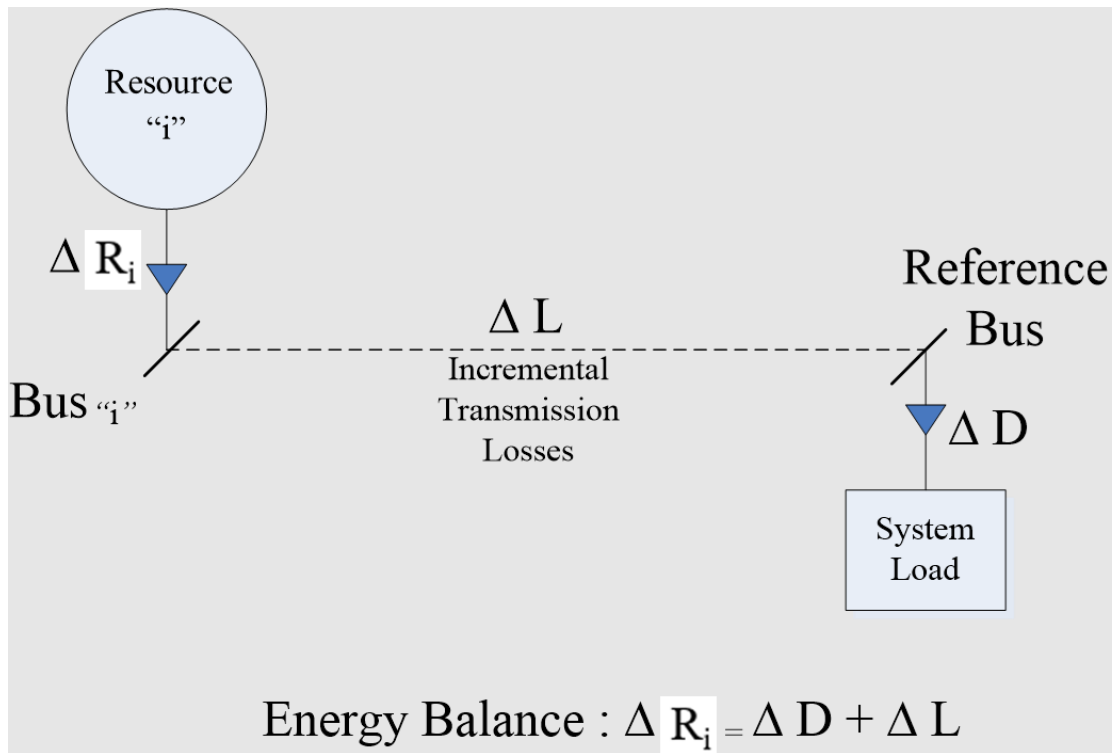 Resource
“i”
Δ Rᵢ
Reference
Bus
Δ L
Incremental
Transmission
Losses
Bus “i”
Δ D
System
Load
Energy Balance : Δ Rᵢ = Δ D + Δ L